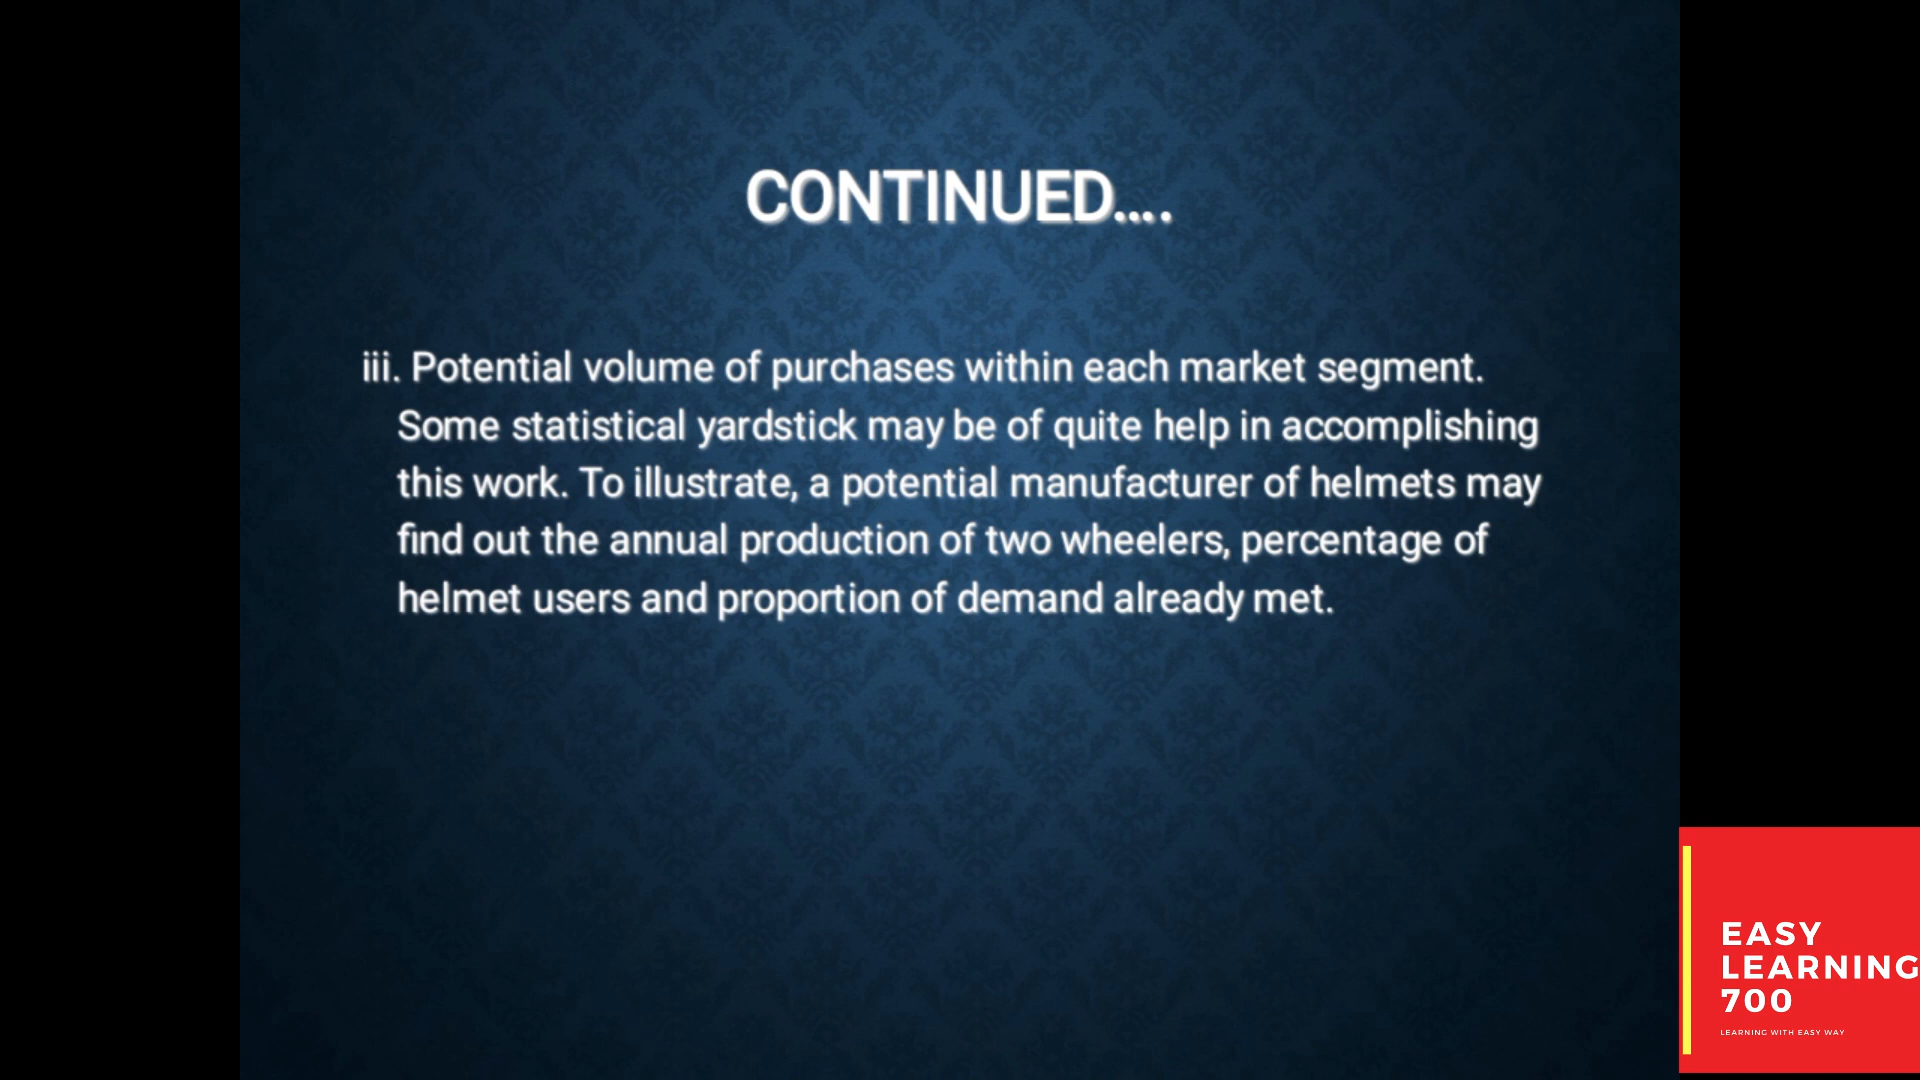 CONTINUED....
iii. Potential volume of purchases within each market segment.
Some statistical yardstick may be of quite help in accomplishing
this work. To illustrate, a potential manufacturer of helmets may
find out the annual production of two wheelers, percentage of
helmet users and proportion of demand already met.
EASY
LEARNING
700
LEARNING WITH EASY WAY